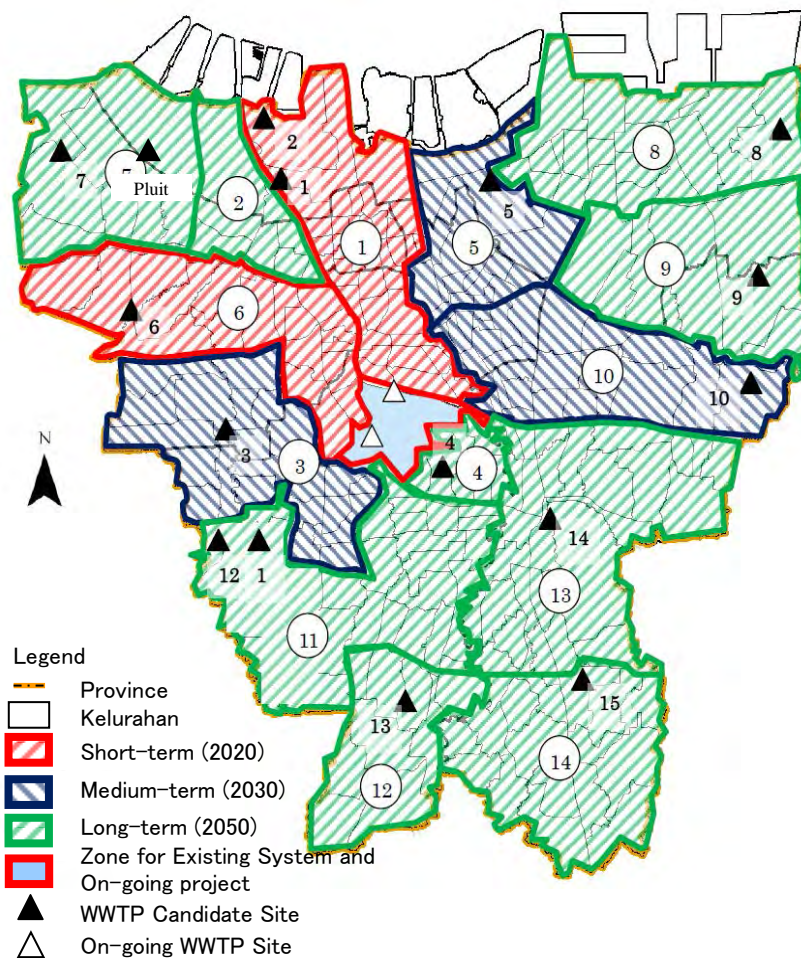 2
8
8
7
7
Pluit
1
5
2
1
5
9
9
6
6
10
10
3
3
4
4
14
12
1
13
11
13
15
12
14
N
Legend
Province
Kelurahan
Short-term (2020)
Medium-term (2030)
Long-term (2050)
Zone for Existing System and
On-going project
WWTP Candidate Site
On-going WWTP Site